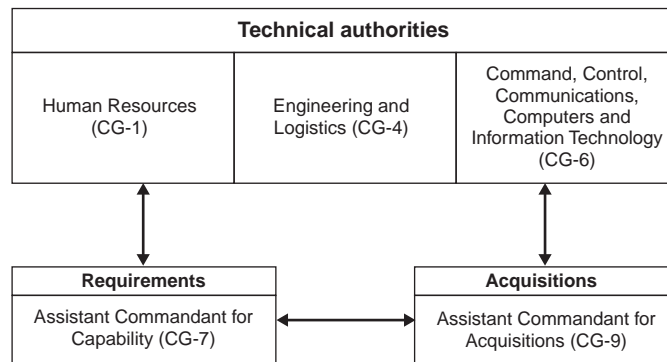 Technical authorities
Human Resources
(CG-1)
Engineering and
Logistics (CG-4)
Command, Control,
Communications,
Computers and
Information Technology
(CG-6)
Requirements
Assistant Commandant for
Capability (CG-7)
Acquisitions
Assistant Commandant for
Acquisitions (CG-9)